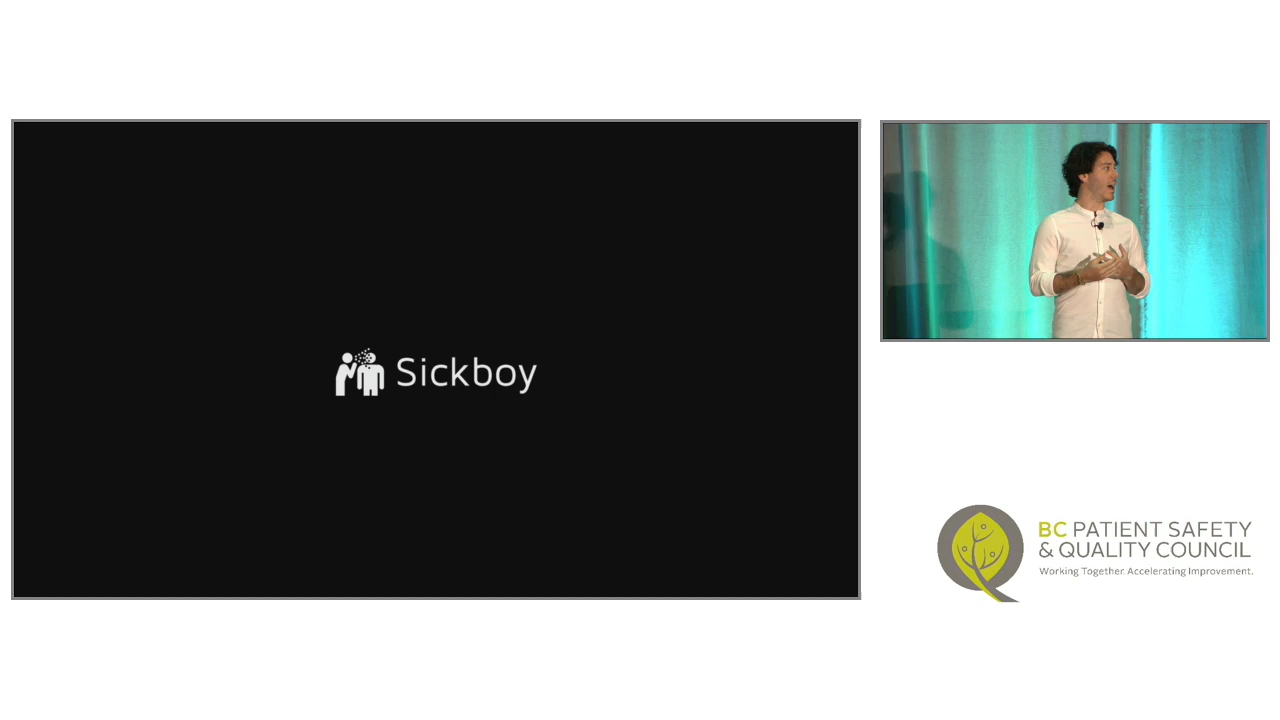 Sickboy
BC PATIENT SAFETY
& QUALITY COUNCIL
Working Together. Accelerating Improvement.